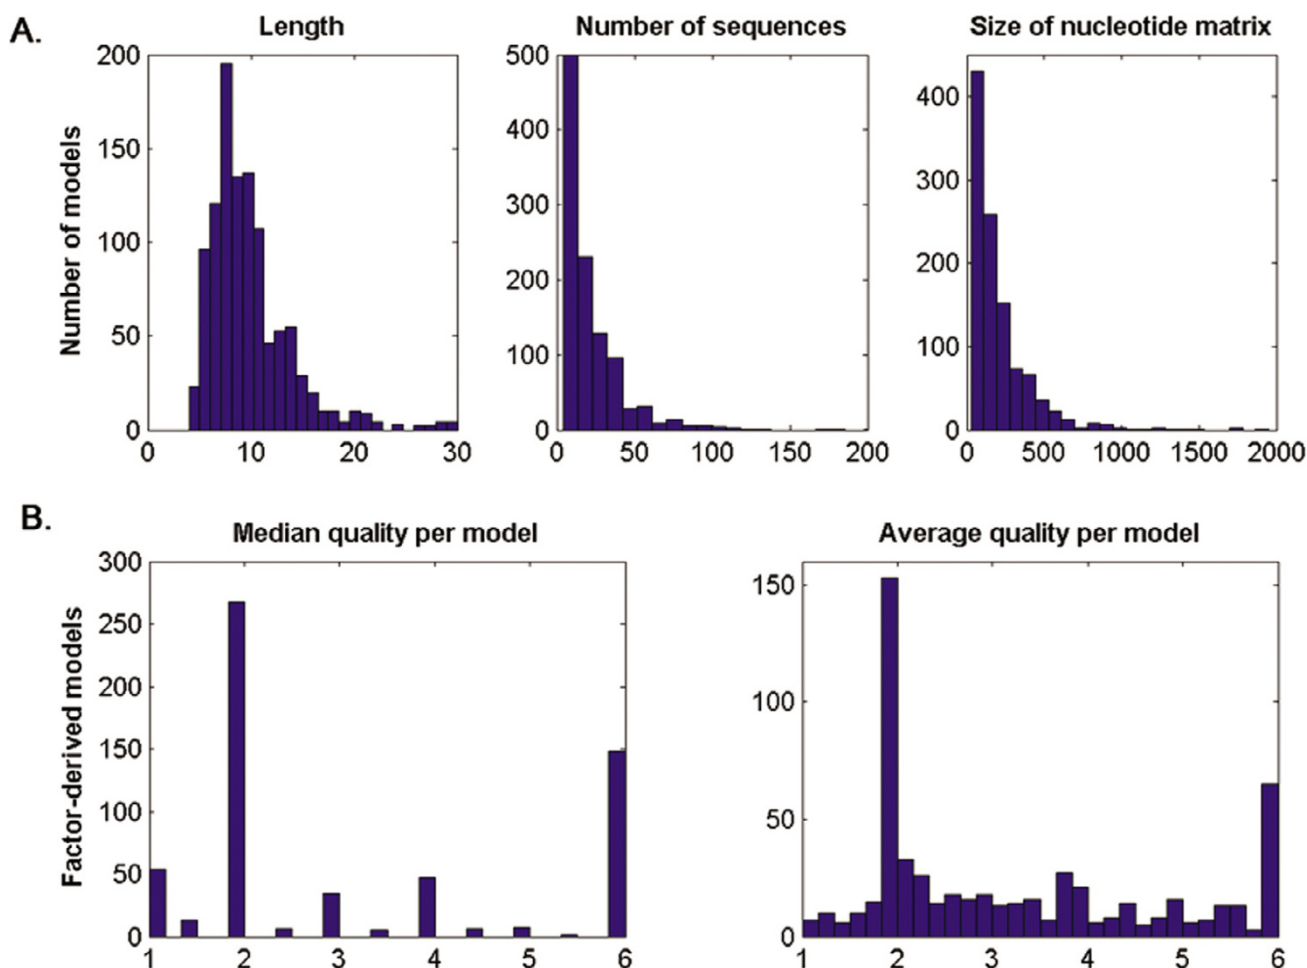 A.
Length
Number of sequences
Size of nucleotide matrix
Number of models
200
150
100
50
0
0 10 20 30
500
400
300
200
100
0
0 50 100 150 200
400
300
200
100
0
0 500 1000 1500 2000
B.
Median quality per model
Average quality per model
Factor-derived models
300
250
200
150
100
50
0
1 2 3 4 5 6
150
100
50
0
1 2 3 4 5 6